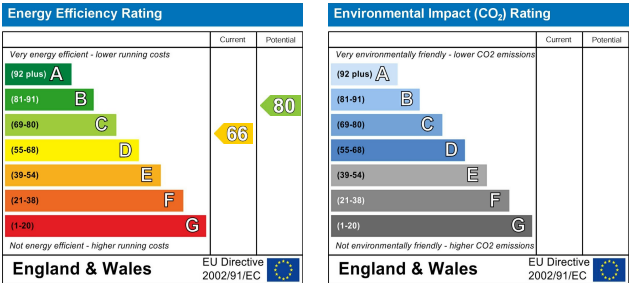 Energy Efficiency Rating
Current Potential
Very energy efficient - lower running costs
(92 plus) A
(81-91) B
(69-80) C
(55-68) D
(39-54) E
(21-38) F
(1-20) G
66
80
Not energy efficient - higher running costs
England & Wales
EU Directive
2002/91/EC
Environmental Impact (CO2) Rating
Current Potential
Very environmentally friendly - lower CO2 emissions
(92 plus) A
(81-91) B
(69-80) C
(55-68) D
(39-54) E
(21-38) F
(1-20) G
Not environmentally friendly - higher CO2 emissions
England & Wales
EU Directive
2002/91/EC